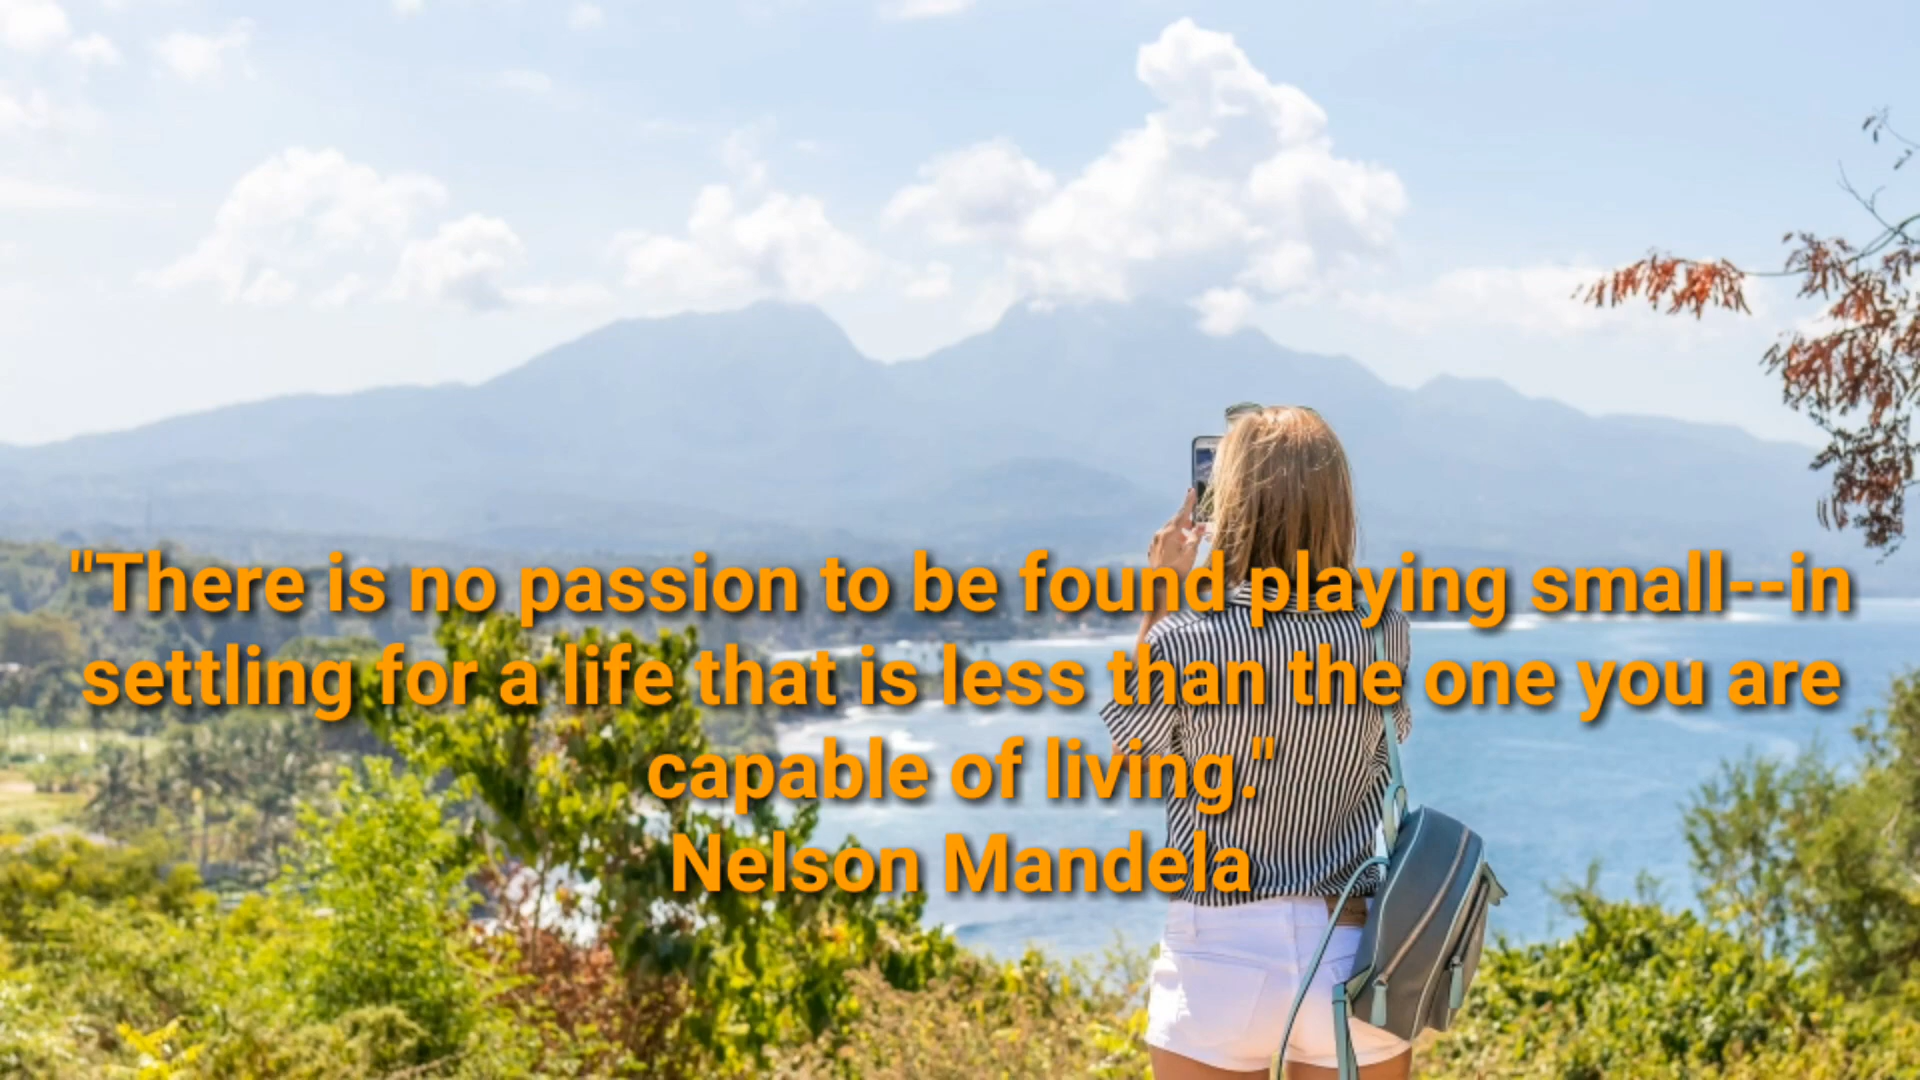 "There is no passion to be found playing small--in
settling for a life that is less than the one you are
capable of living."
Nelson Mandela